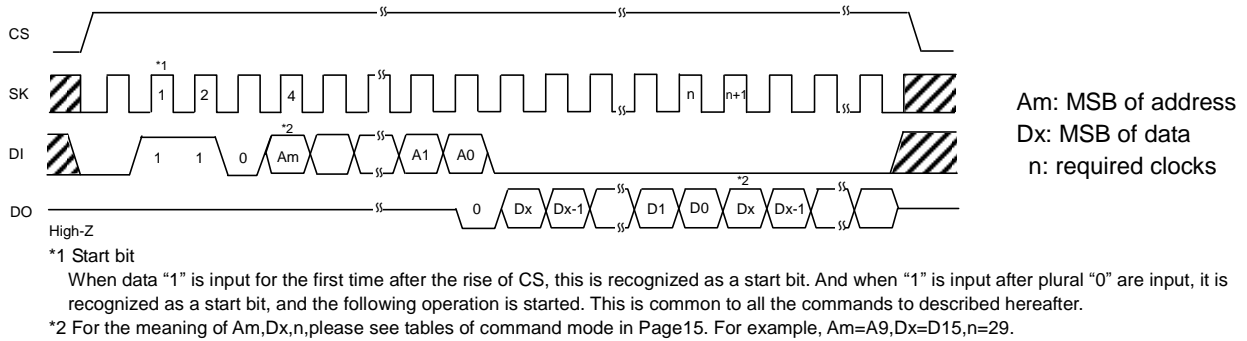 CS
*1
SK 1 2 4 n n+1
*2
DI 1 1 0 Am A1 A0
*2
DO 0 Dx Dx-1 D1 D0 Dx Dx-1
High-Z
Am: MSB of address
Dx: MSB of data
n: required clocks
*1 Start bit
When data “1” is input for the first time after the rise of CS, this is recognized as a start bit. And when “1” is input after plural “0” are input, it is
recognized as a start bit, and the following operation is started. This is common to all the commands to described hereafter.
*2 For the meaning of Am,Dx,n,please see tables of command mode in Page15. For example, Am=A9,Dx=D15,n=29.